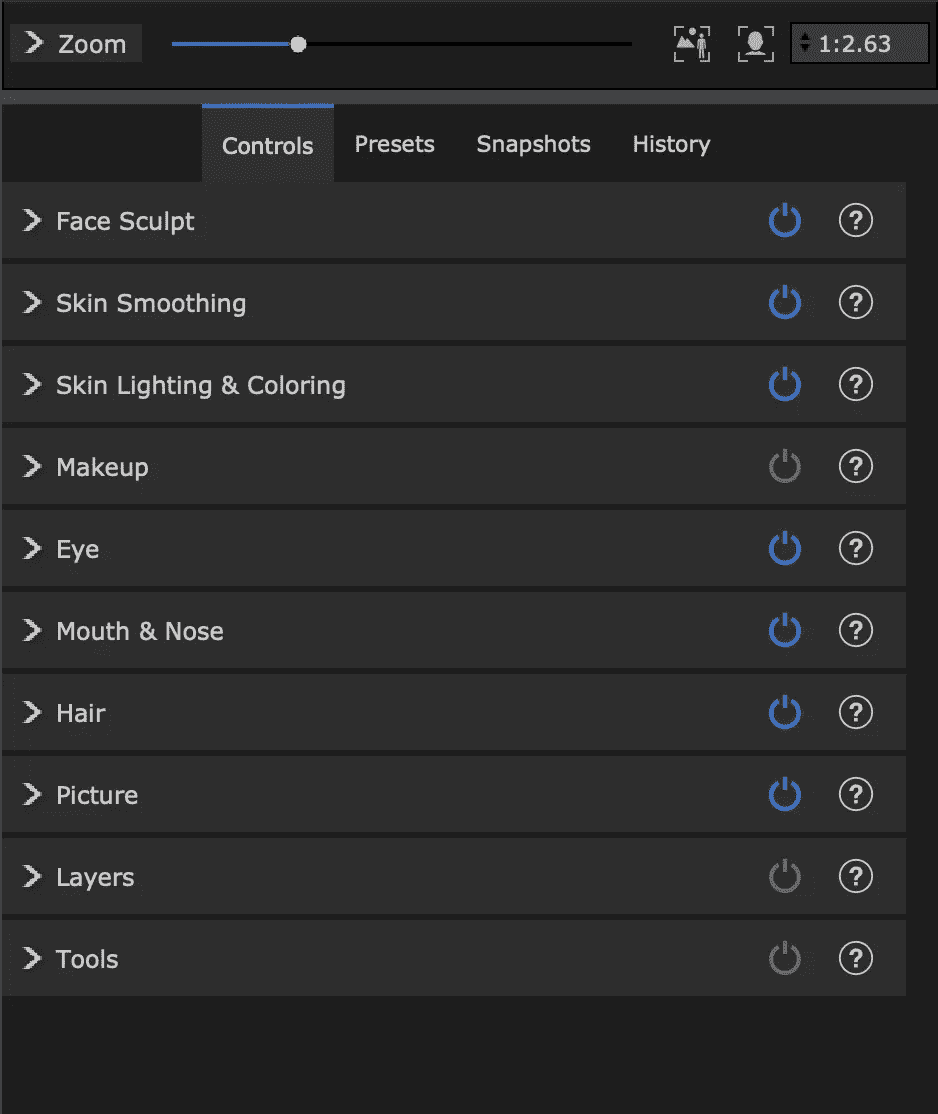 Zoom 1:2.63
Controls Presets Snapshots History
Face Sculpt ?
Skin Smoothing ?
Skin Lighting & Coloring ?
Makeup ?
Eye ?
Mouth & Nose ?
Hair ?
Picture ?
Layers ?
Tools ?